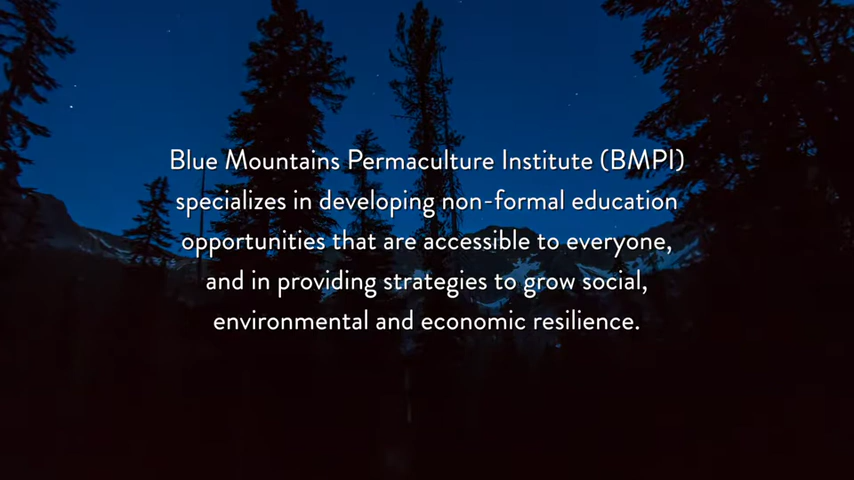 Blue Mountains Permaculture Institute (BMPI)
specializes in developing non-formal education
opportunities that are accessible to everyone,
and in providing strategies to grow social,
environmental and economic resilience.